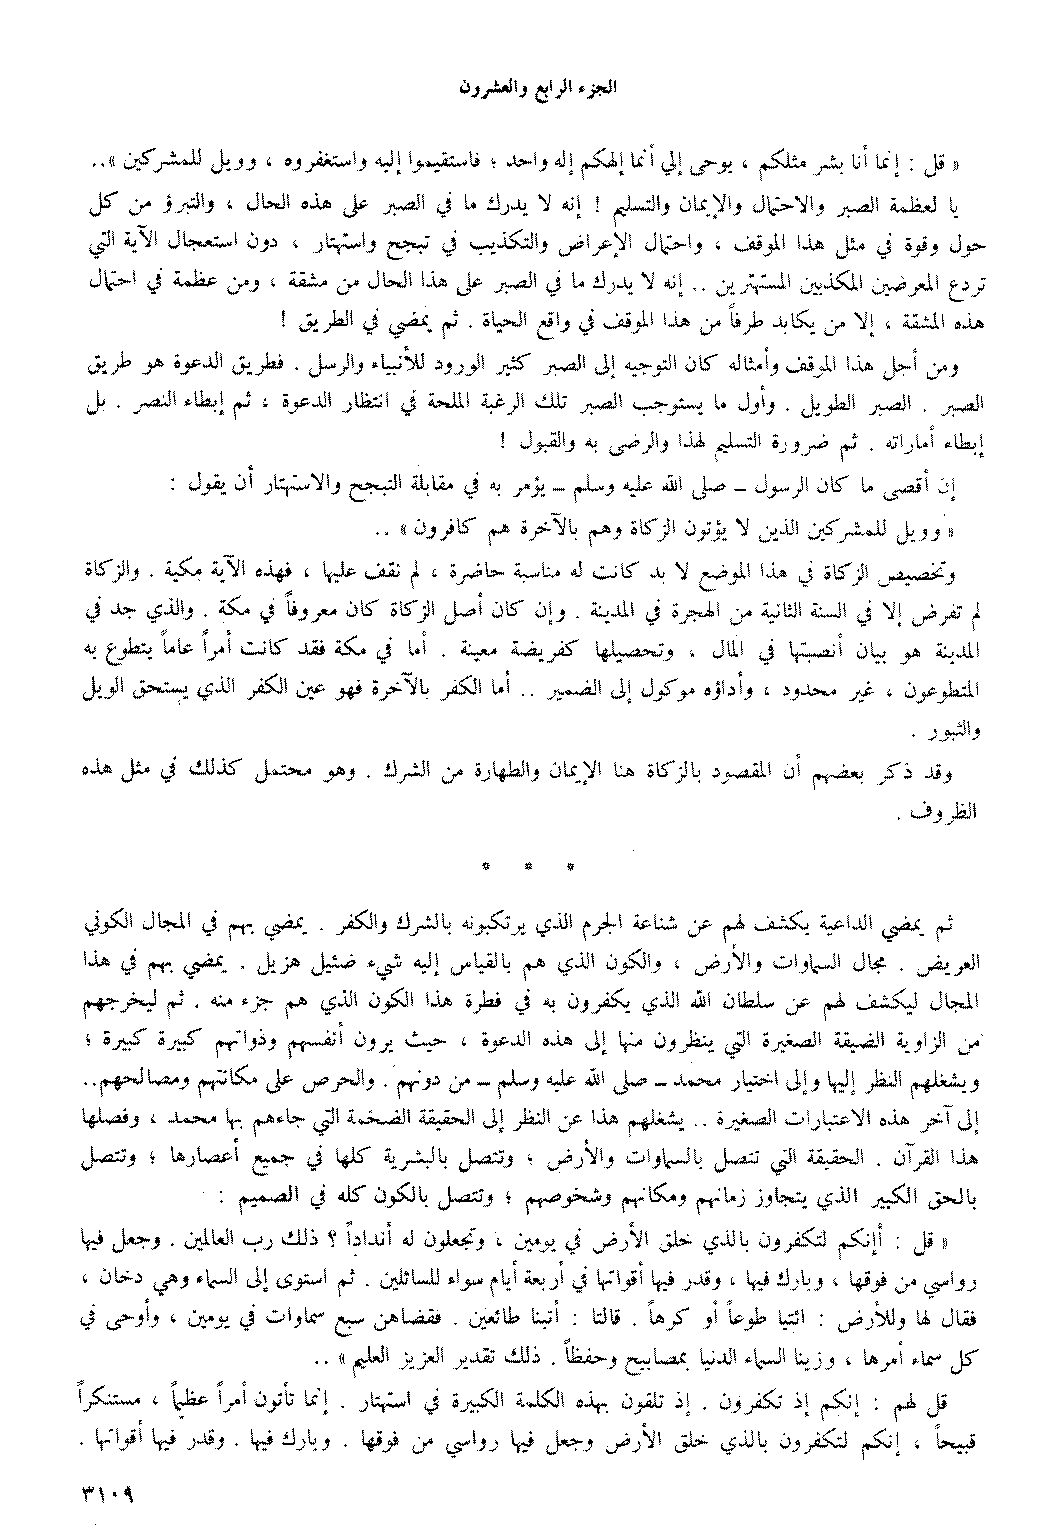 الجزء الرابع والعشرون
« قل : إنما أنا بشر مثلكم ، يوحى إلي أنما إلهكم إله واحد ؛ فاستقيموا إليه واستغفروه ، وويل للمشركين »..
يا لعظمة الصبر والاحتمال والإيمان والتسليم ! إنه لا يدرك ما في الصبر على هذه الحال ، والتبرؤ من كل
حول وقوة في مثل هذا الموقف ، واحتمال الإعراض والتكذيب في تبجح واستهتار ، دون استعجال الآية التي
تردع المعرضين المكذبين المستهترين .. إنه لا يدرك ما في الصبر على هذا الحال من مشقة ، ومن عظمة في احتمال
هذه المشقة ، إلا من يكابد طرفاً من هذا الموقف في واقع الحياة . ثم يمضي في الطريق !
ومن أجل هذا الموقف وأمثاله كان التوجيه إلى الصبر كثير الورود للأنبياء والرسل . فطريق الدعوة هو طريق
الصبر . الصبر الطويل . وأول ما يستوجب الصبر تلك الرغبة الملحة في انتظار الدعوة ، ثم إبطاء النصر . بل
إبطاء أماراته . ثم ضرورة التسليم لهذا والرضى به والقبول !
إن أقصى ما كان الرسول ــ صلى الله عليه وسلم ــ يؤمر به في مقابلة التبجح والاستهتار أن يقول :
« وويل للمشركين الذين لا يؤتون الزكاة وهم بالآخرة هم كافرون » ..
وتخصيص الزكاة في هذا الموضع لا بد كانت له مناسبة حاضرة ، لم نقف عليها ، فهذه الآية مكية . والزكاة
لم تفرض إلا في السنة الثانية من الهجرة في المدينة . وإن كان أصل الزكاة كان معروفاً في مكة . والذي جد في
المدينة هو بيان أنصبتها في المال ، وتحصيلها كفريضة معينة . أما في مكة فقد كانت أمراً عاماً يتطوع به
المتطوعون ، غير محدود ، وأداؤه موكول إلى الضمير .. أما الكفر بالآخرة فهو عين الكفر الذي يستحق الويل
والثبور .
وقد ذكر بعضهم أن المقصود بالزكاة هنا الإيمان والطهارة من الشرك . وهو محتمل كذلك في مثل هذه
الظروف .
* * *
ثم يمضي الداعية يكشف لهم عن شناعة الجرم الذي يرتكبونه بالشرك والكفر . يمضي بهم في المجال الكوني
العريض . مجال السماوات والأرض ، والكون الذي هم بالقياس إليه شيء ضئيل هزيل . يمضي بهم في هذا
المجال ليكشف لهم عن سلطان الله الذي يكفرون به في فطرة هذا الكون الذي هم جزء منه . ثم ليخرجهم
من الزاوية الضيقة الصغيرة التي ينظرون منها إلى هذه الدعوة ، حيث يرون أنفسهم وذواتهم كبيرة كبيرة ؛
ويشغلهم النظر إليها وإلى اختيار محمد ــ صلى الله عليه وسلم ــ من دونهم . والحرص على مكانتهم ومصالحهم..
إلى آخر هذه الاعتبارات الصغيرة .. يشغلهم هذا عن النظر إلى الحقيقة الضخمة التي جاءهم بها محمد ، وفصلها
هذا القرآن . الحقيقة التي تتصل بالسماوات والأرض ؛ وتتصل بالبشرية كلها في جميع أعصارها ؛ وتتصل
بالحق الكبير الذي يتجاوز زمانهم ومكانهم وشخوصهم ؛ وتتصل بالكون كله في الصميم :
« قل : أإنكم لتكفرون بالذي خلق الأرض في يومين ، وتجعلون له أنداداً ؟ ذلك رب العالمين . وجعل فيها
رواسي من فوقها ، وبارك فيها ، وقدر فيها أقواتها في أربعة أيام سواء للسائلين . ثم استوى إلى السماء وهي دخان ،
فقال لها وللأرض : ائتيا طوعاً أو كرهاً . قالتا : أتينا طائعين . فقضاهن سبع سماوات في يومين ، وأوحى في
كل سماء أمرها ، وزينا السماء الدنيا بمصابيح وحفظاً . ذلك تقدير العزيز العليم » ..
قل لهم : إنكم إذ تكفرون . إذ تلقون بهذه الكلمة الكبيرة في استهتار . إنما تأتون أمراً عظيماً ، مستنكراً
قبيحاً ، إنكم لتكفرون بالذي خلق الأرض وجعل فيها رواسي من فوقها . وبارك فيها . وقدر فيها أقواتها .
٣١٠٩